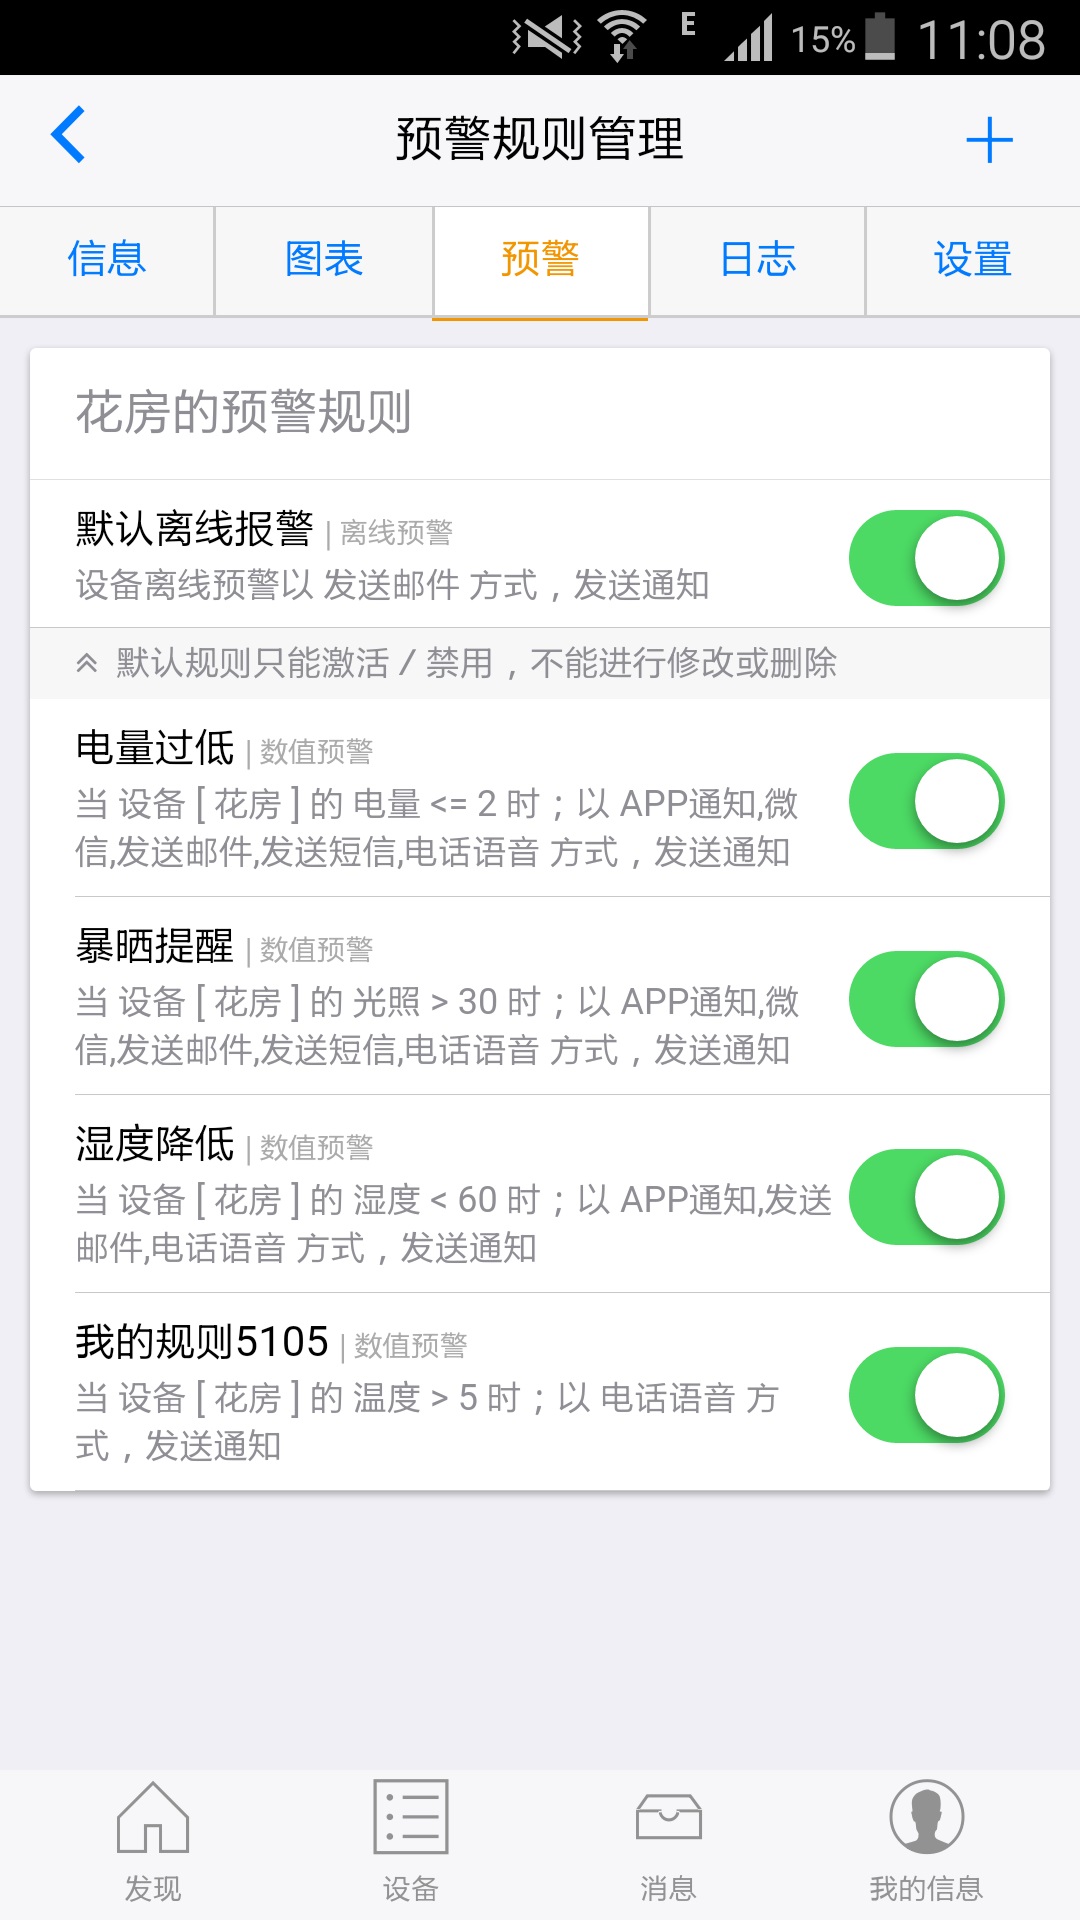 E 15% 11:08
预警规则管理
信息 图表 预警 日志 设置
花房的预警规则
默认离线报警 | 离线预警
设备离线预警以 发送邮件 方式，发送通知
默认规则只能激活 / 禁用，不能进行修改或删除
电量过低 | 数值预警
当 设备 [ 花房 ] 的 电量 <= 2 时；以 APP通知,微
信,发送邮件,发送短信,电话语音 方式，发送通知
暴晒提醒 | 数值预警
当 设备 [ 花房 ] 的 光照 > 30 时；以 APP通知,微
信,发送邮件,发送短信,电话语音 方式，发送通知
湿度降低 | 数值预警
当 设备 [ 花房 ] 的 湿度 < 60 时；以 APP通知,发送
邮件,电话语音 方式，发送通知
我的规则5105 | 数值预警
当 设备 [ 花房 ] 的 温度 > 5 时；以 电话语音 方
式，发送通知
发现 设备 消息 我的信息